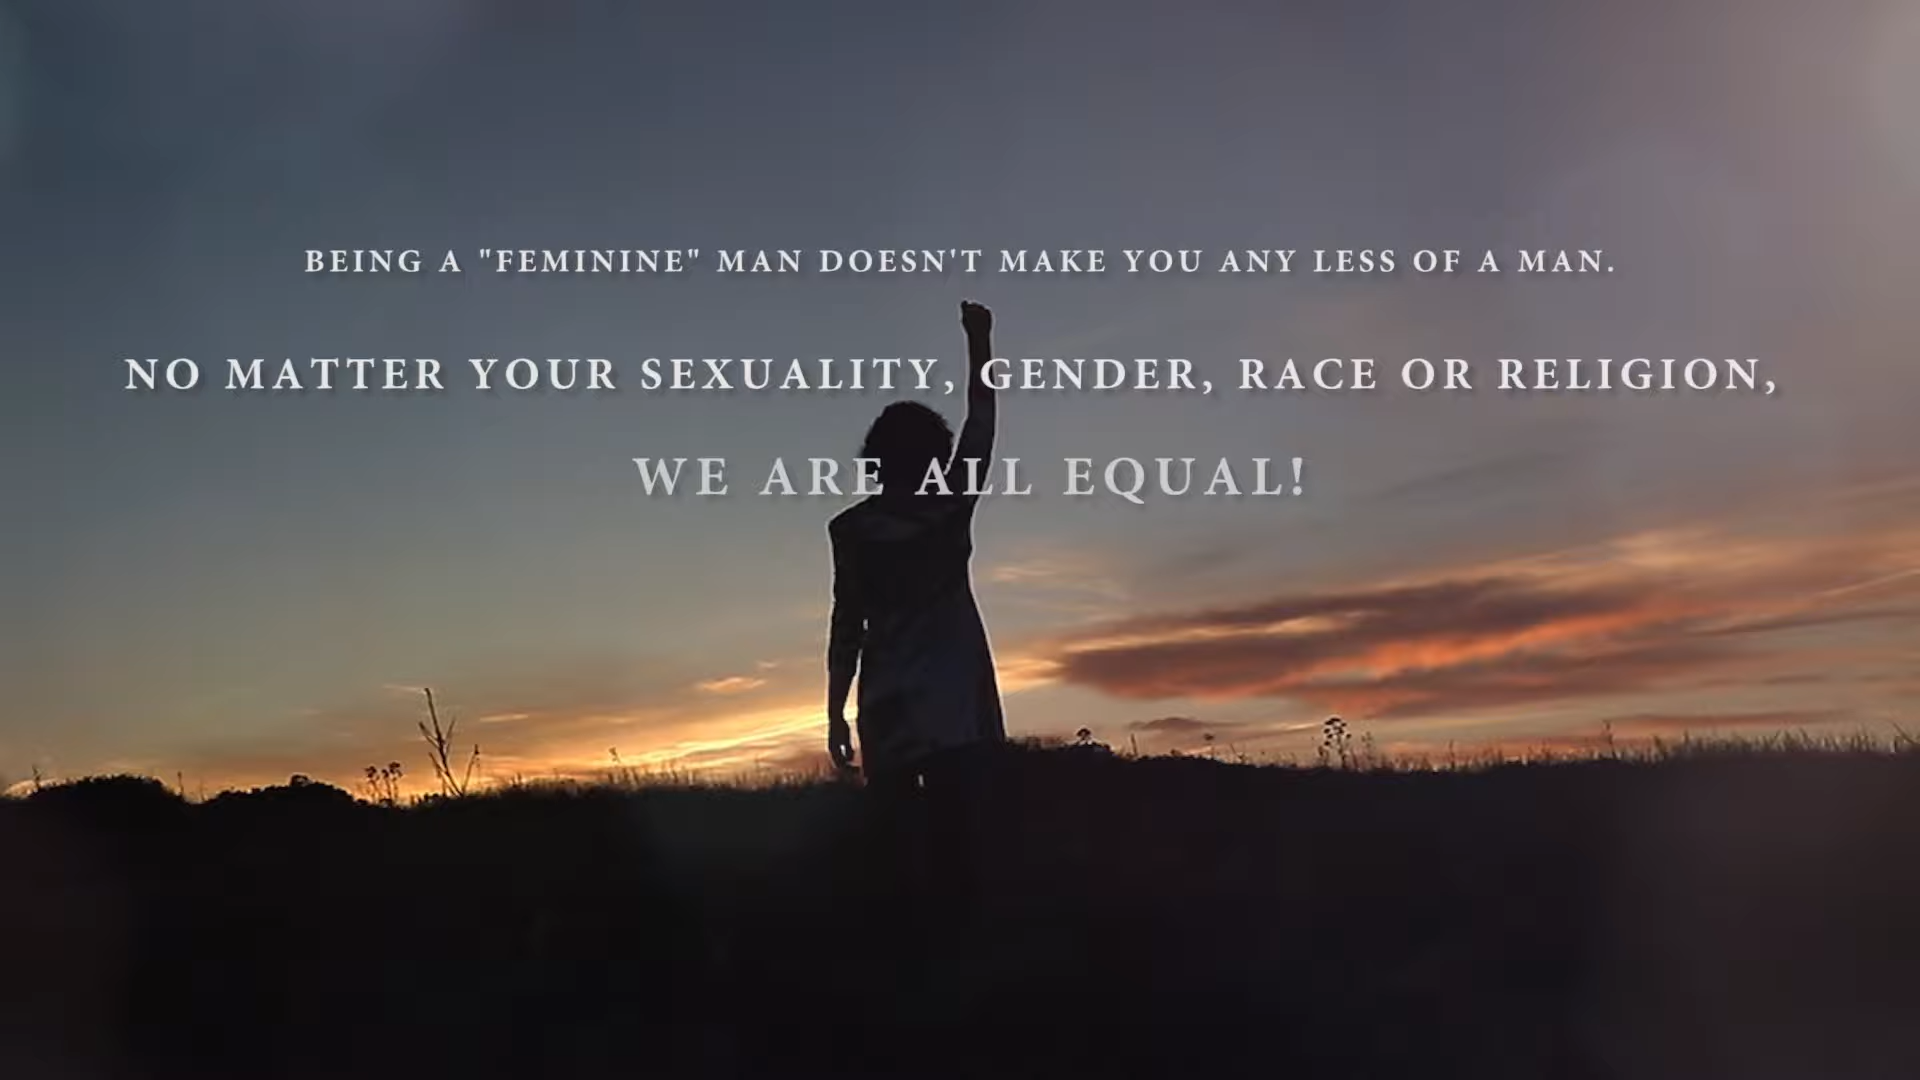 BEING A "FEMININE" MAN DOESN'T MAKE YOU ANY LESS OF A MAN.
NO MATTER YOUR SEXUALITY, GENDER, RACE OR RELIGION,
WE ARE ALL EQUAL!